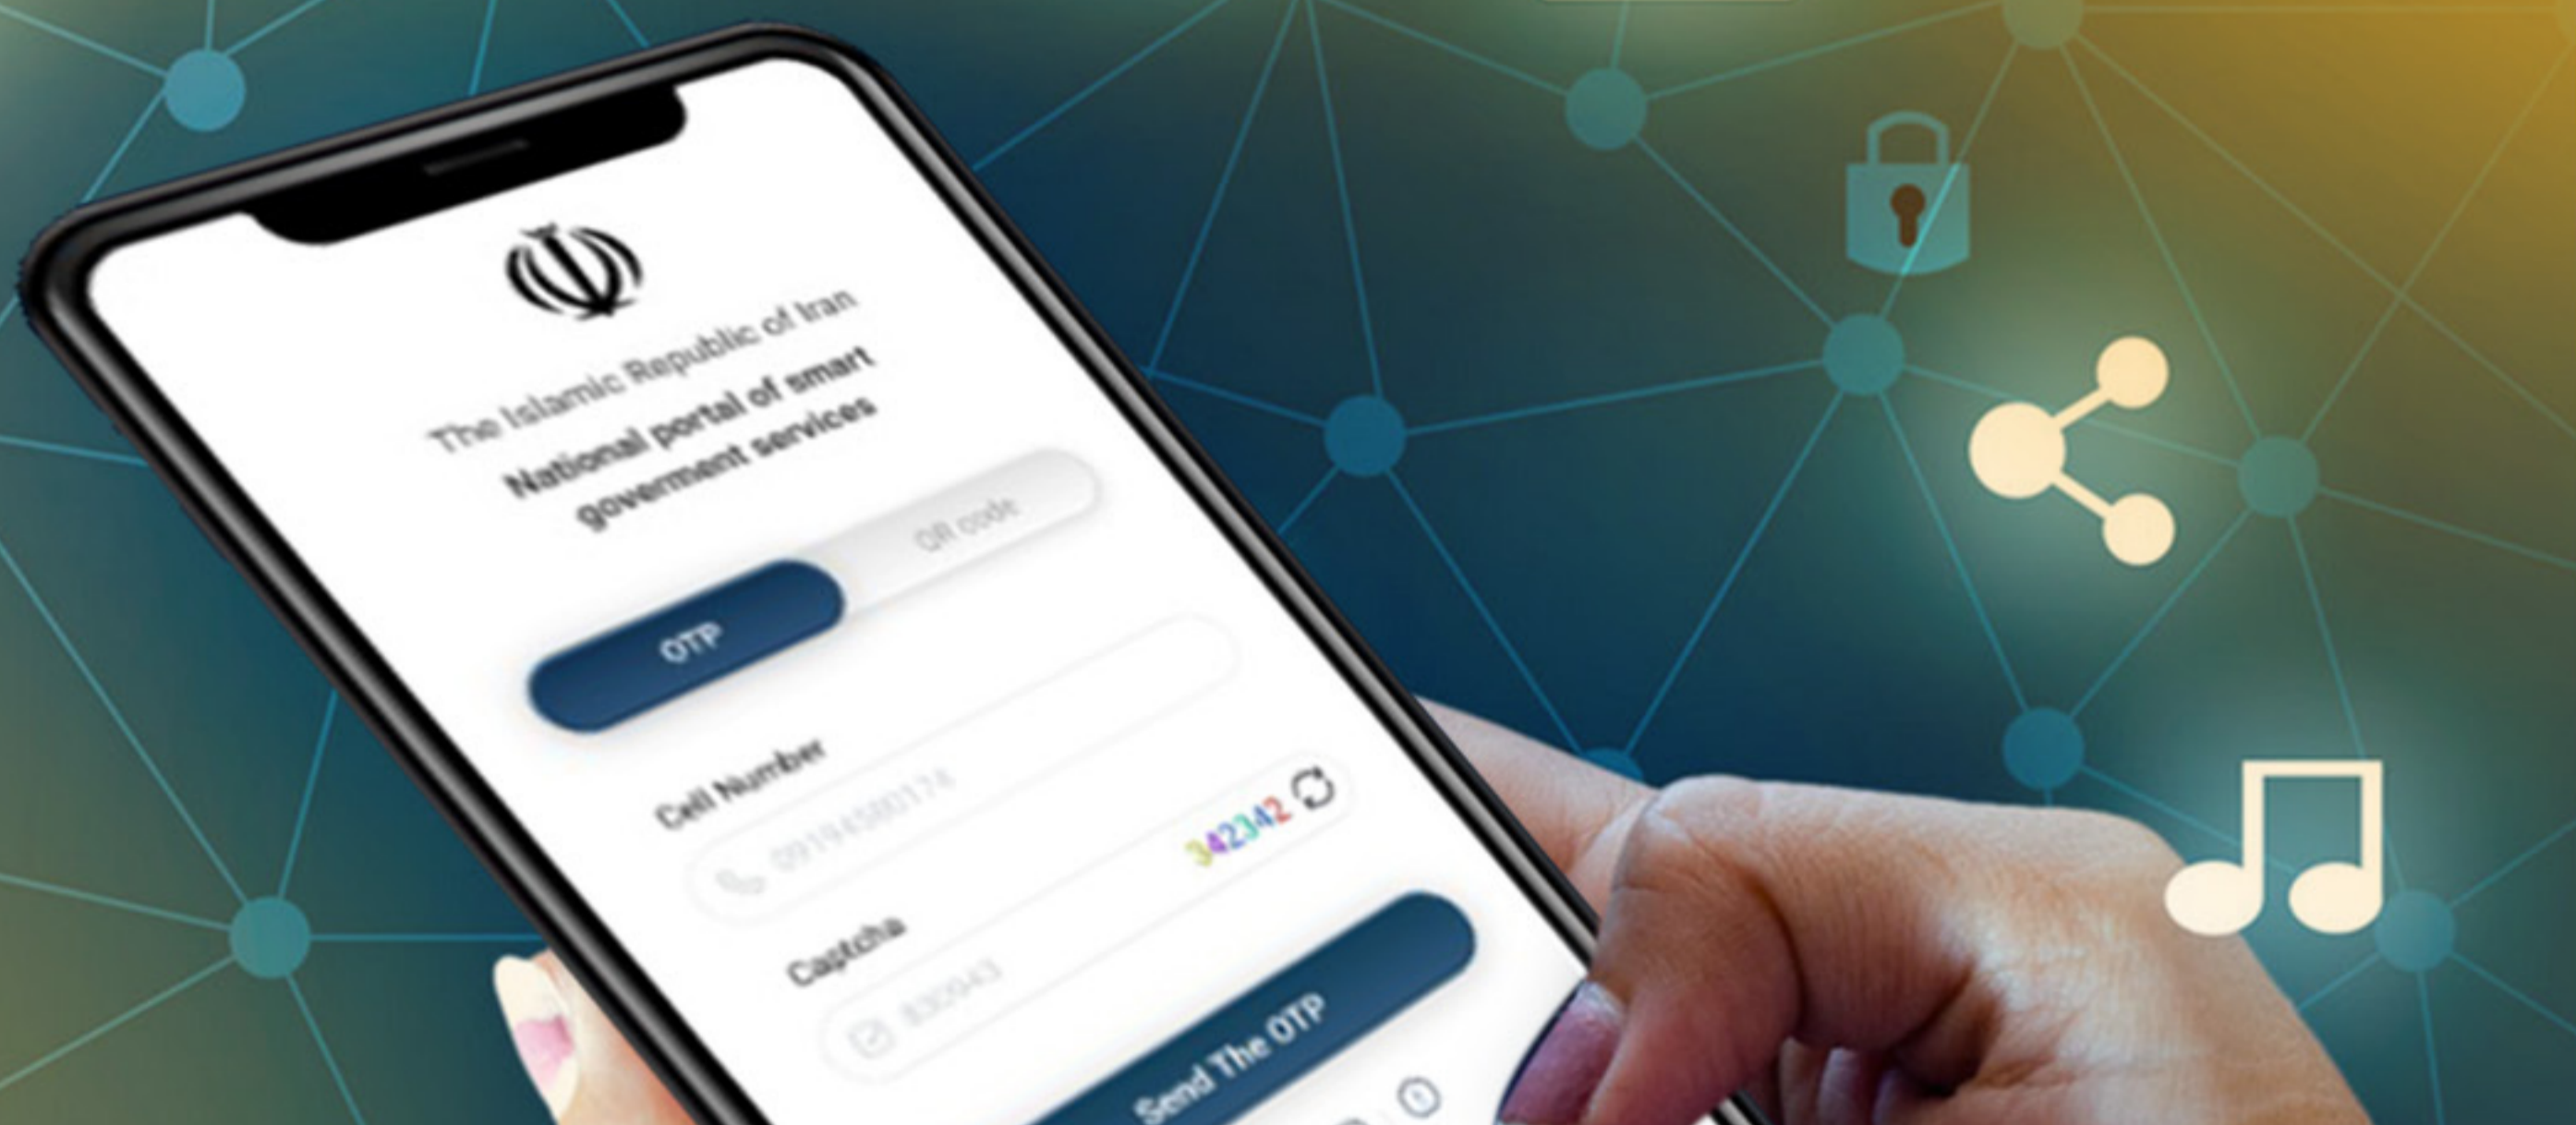 The Islamic Republic of Iran
National portal of smart
goverment services
OTP
QR code
Cell Number
Captcha
342342
Send The OTP